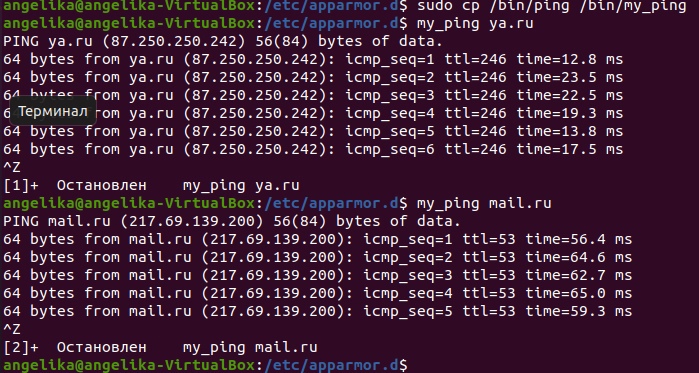 angelika@angelika-VirtualBox:/etc/apparmor.d$ sudo cp /bin/ping /bin/my_ping
angelika@angelika-VirtualBox:/etc/apparmor.d$ my_ping ya.ru
PING ya.ru (87.250.250.242) 56(84) bytes of data.
64 bytes from ya.ru (87.250.250.242): icmp_seq=1 ttl=246 time=12.8 ms
64 bytes from ya.ru (87.250.250.242): icmp_seq=2 ttl=246 time=23.5 ms
64 bytes from ya.ru (87.250.250.242): icmp_seq=3 ttl=246 time=22.5 ms
Терминал
from ya.ru (87.250.250.242): icmp_seq=4 ttl=246 time=19.3 ms
64 bytes from ya.ru (87.250.250.242): icmp_seq=5 ttl=246 time=13.8 ms
64 bytes from ya.ru (87.250.250.242): icmp_seq=6 ttl=246 time=17.5 ms
^Z
[1]+  Остановлен    my_ping ya.ru
angelika@angelika-VirtualBox:/etc/apparmor.d$ my_ping mail.ru
PING mail.ru (217.69.139.200) 56(84) bytes of data.
64 bytes from mail.ru (217.69.139.200): icmp_seq=1 ttl=53 time=56.4 ms
64 bytes from mail.ru (217.69.139.200): icmp_seq=2 ttl=53 time=64.6 ms
64 bytes from mail.ru (217.69.139.200): icmp_seq=3 ttl=53 time=62.7 ms
64 bytes from mail.ru (217.69.139.200): icmp_seq=4 ttl=53 time=65.0 ms
64 bytes from mail.ru (217.69.139.200): icmp_seq=5 ttl=53 time=59.3 ms
^Z
[2]+  Остановлен    my_ping mail.ru
angelika@angelika-VirtualBox:/etc/apparmor.d$